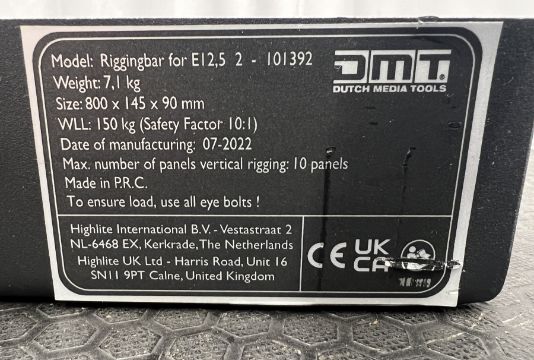 Model: Riggingbar for E12,5 2 - 101392
Weight: 7,1 kg
Size: 800 x 145 x 90 mm
WLL: 150 kg (Safety Factor 10:1)
Date of manufacturing: 07-2022
Max. number of panels vertical rigging: 10 panels
Made in P.R.C.
To ensure load, use all eye bolts !
DMT
DUTCH MEDIA TOOLS
Highlite International B.V. - Vestastraat 2
NL-6468 EX, Kerkrade, The Netherlands
Highlite UK Ltd - Harris Road, Unit 16
SN11 9PT Calne, United Kingdom
CE
UK
CA